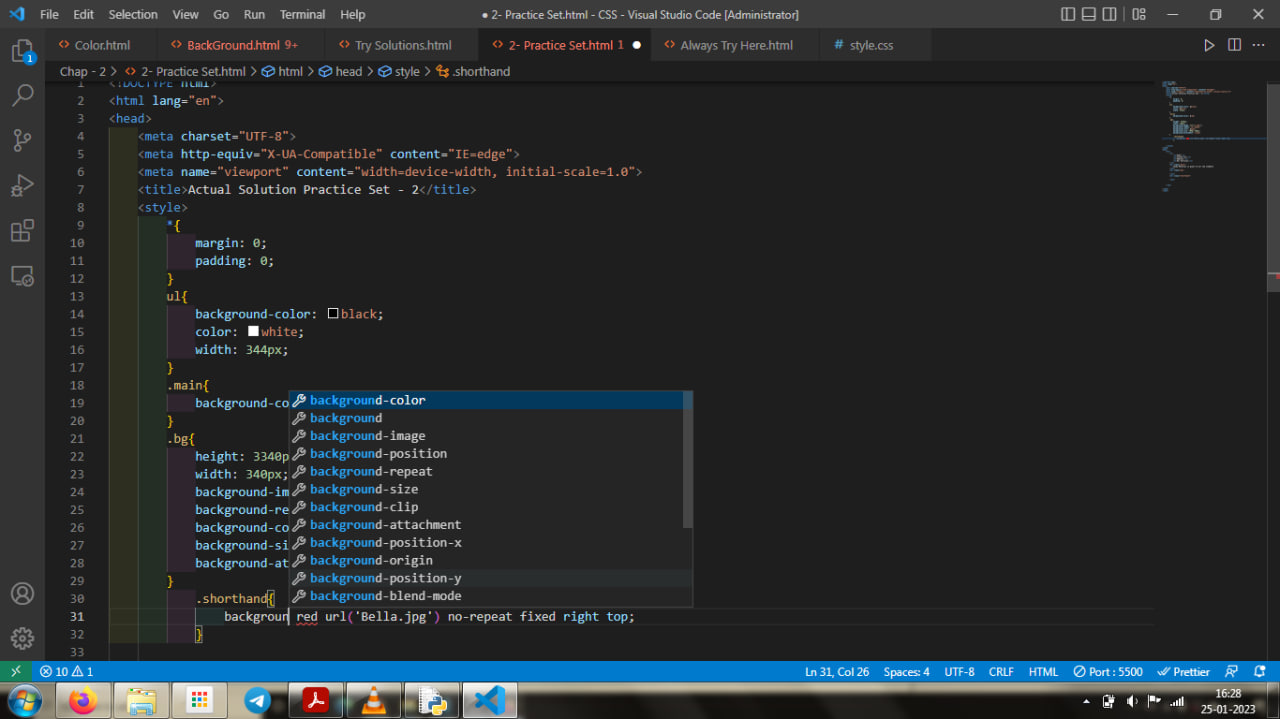 File Edit Selection View Go Run Terminal Help ● 2- Practice Set.html - CSS - Visual Studio Code [Administrator]
Color.html BackGround.html 9+ Try Solutions.html 2- Practice Set.html 1 ● Always Try Here.html # style.css
Chap - 2 > 2- Practice Set.html > html > head > style > .shorthand
1 <!DOCTYPE html>
2 <html lang="en">
3 <head>
4 <meta charset="UTF-8">
5 <meta http-equiv="X-UA-Compatible" content="IE=edge">
6 <meta name="viewport" content="width=device-width, initial-scale=1.0">
7 <title>Actual Solution Practice Set - 2</title>
8 <style>
9 *{
10 margin: 0;
11 padding: 0;
12 }
13 ul{
14 background-color: black;
15 color: white;
16 width: 344px;
17 }
18 .main{
19 background-co
20 }
21 .bg{
22 height: 3340p
23 width: 340px;
24 background-im
25 background-re
26 background-co
27 background-si
28 background-at
29 }
30 .shorthand{
31 backgroun red url('Bella.jpg') no-repeat fixed right top;
32 }
33
background-color
background
background-image
background-position
background-repeat
background-size
background-clip
background-attachment
background-position-x
background-origin
background-position-y
background-blend-mode
1
10 1 Ln 31, Col 26 Spaces: 4 UTF-8 CRLF HTML Port : 5500 Prettier
16:28
25-01-2023